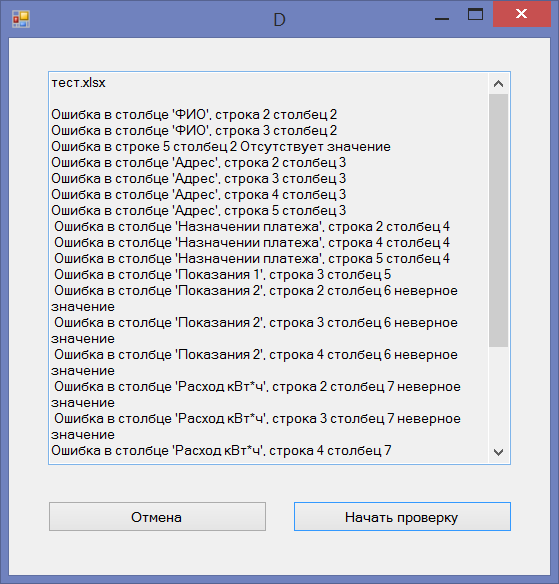 D
тест.xlsx
Ошибка в столбце 'ФИО', строка 2 столбец 2
Ошибка в столбце 'ФИО', строка 3 столбец 2
Ошибка в строке 5 столбец 2 Отсутствует значение
Ошибка в столбце 'Адрес', строка 2 столбец 3
Ошибка в столбце 'Адрес', строка 3 столбец 3
Ошибка в столбце 'Адрес', строка 4 столбец 3
Ошибка в столбце 'Адрес', строка 5 столбец 3
Ошибка в столбце 'Назначении платежа', строка 2 столбец 4
Ошибка в столбце 'Назначении платежа', строка 4 столбец 4
Ошибка в столбце 'Назначении платежа', строка 5 столбец 4
Ошибка в столбце 'Показания 1', строка 3 столбец 5
Ошибка в столбце 'Показания 2', строка 2 столбец 6 неверное
значение
Ошибка в столбце 'Показания 2', строка 3 столбец 6 неверное
значение
Ошибка в столбце 'Показания 2', строка 4 столбец 6 неверное
значение
Ошибка в столбце 'Расход кВт*ч', строка 2 столбец 7 неверное
значение
Ошибка в столбце 'Расход кВт*ч', строка 3 столбец 7 неверное
значение
Ошибка в столбце 'Расход кВт*ч', строка 4 столбец 7
Отмена
Начать проверку